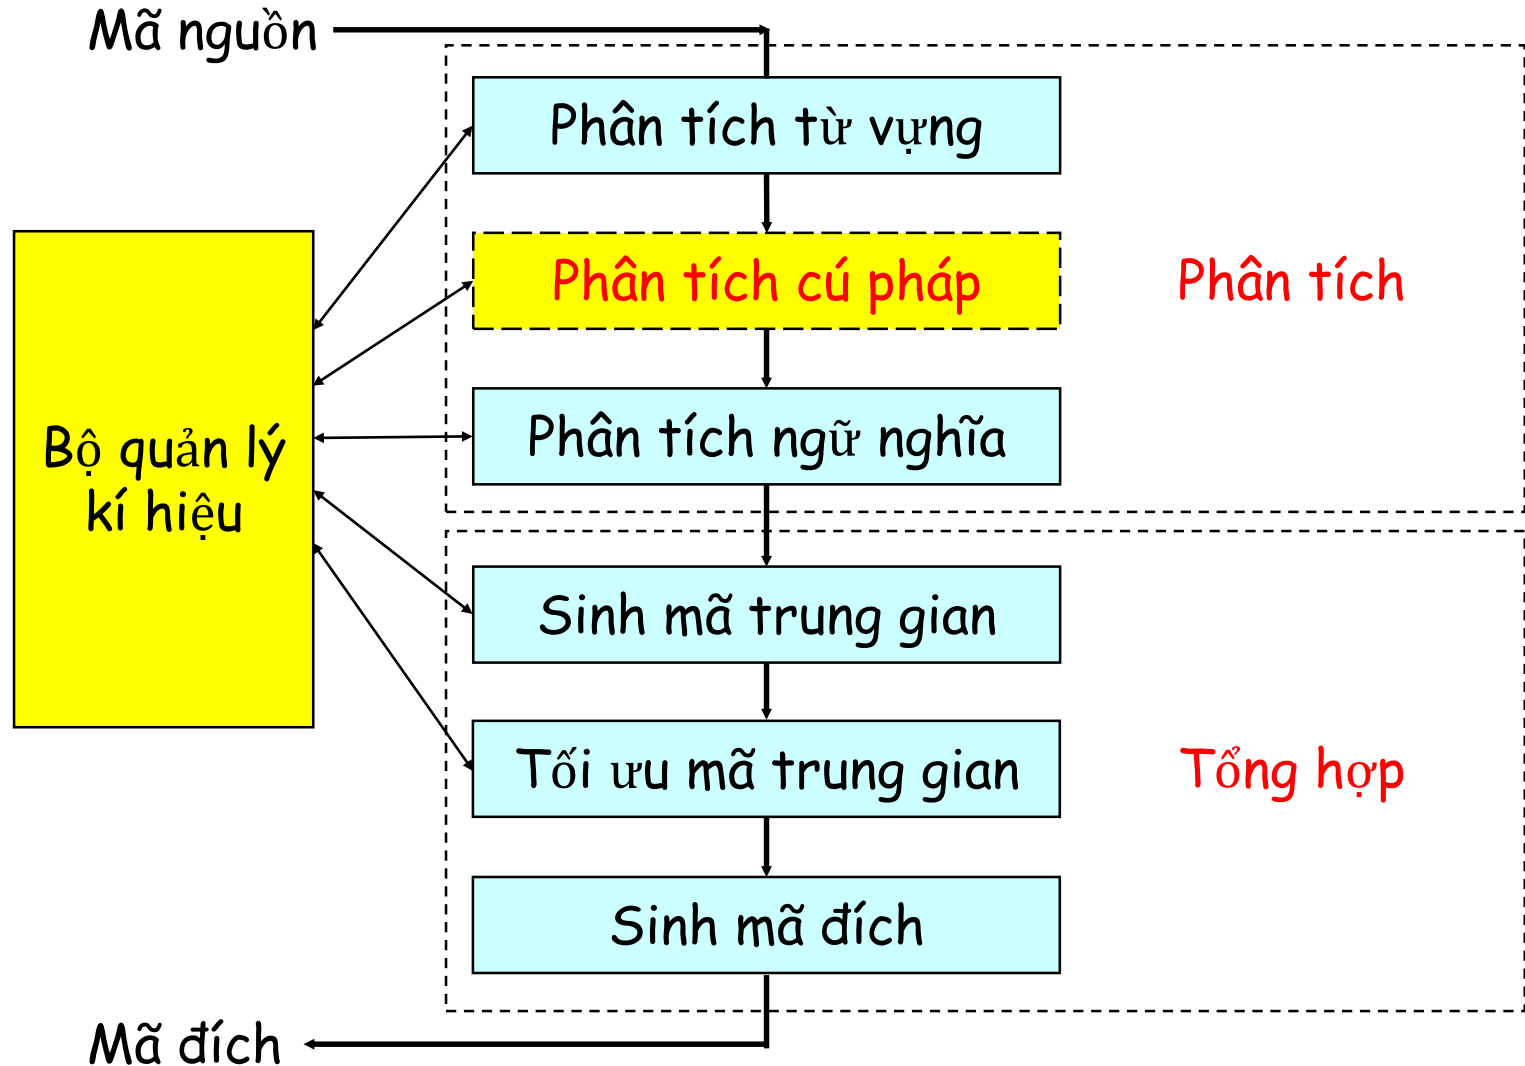 Mã nguồn
Phân tích từ vựng
Phân tích cú pháp
Phân tích
Phân tích ngữ nghĩa
Bộ quản lý
kí hiệu
Sinh mã trung gian
Tối ưu mã trung gian
Tổng hợp
Sinh mã đích
Mã đích